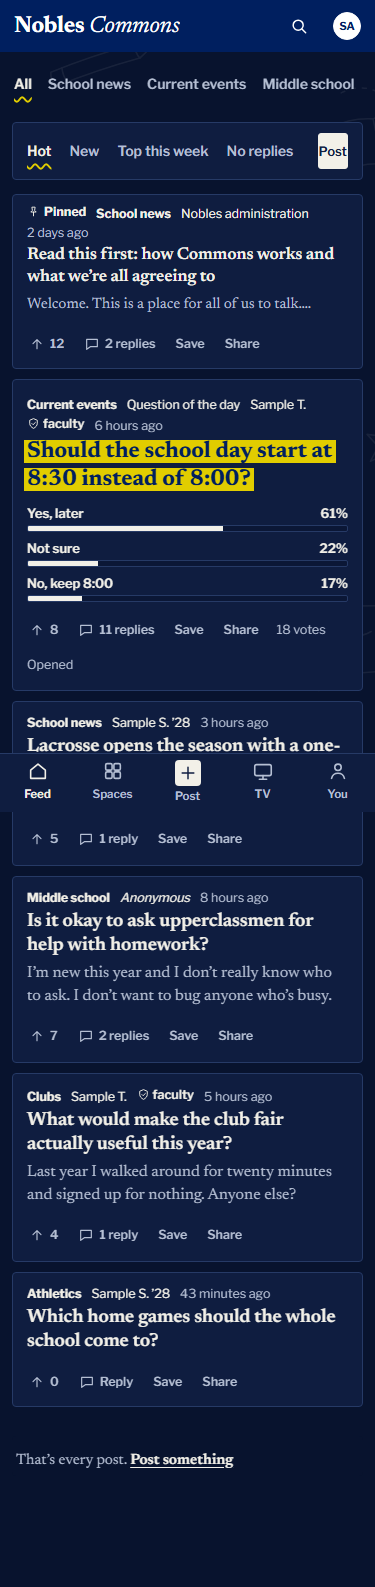 Nobles Commons
SA
All School news Current events Middle school
Hot New Top this week No replies Post
Pinned School news Nobles administration
2 days ago
Read this first: how Commons works and
what we’re all agreeing to
Welcome. This is a place for all of us to talk....
12 2 replies Save Share
Current events Question of the day Sample T.
faculty 6 hours ago
Should the school day start at
8:30 instead of 8:00?
Yes, later 61%
Not sure 22%
No, keep 8:00 17%
8 11 replies Save Share 18 votes
Opened
School news Sample S. ’28 3 hours ago
Lacrosse opens the season with a one-
Feed Spaces Post TV You
5 1 reply Save Share
Middle school Anonymous 8 hours ago
Is it okay to ask upperclassmen for
help with homework?
I’m new this year and I don’t really know who
to ask. I don’t want to bug anyone who’s busy.
7 2 replies Save Share
Clubs Sample T. faculty 5 hours ago
What would make the club fair
actually useful this year?
Last year I walked around for twenty minutes
and signed up for nothing. Anyone else?
4 1 reply Save Share
Athletics Sample S. ’28 43 minutes ago
Which home games should the whole
school come to?
0 Reply Save Share
That’s every post. Post something